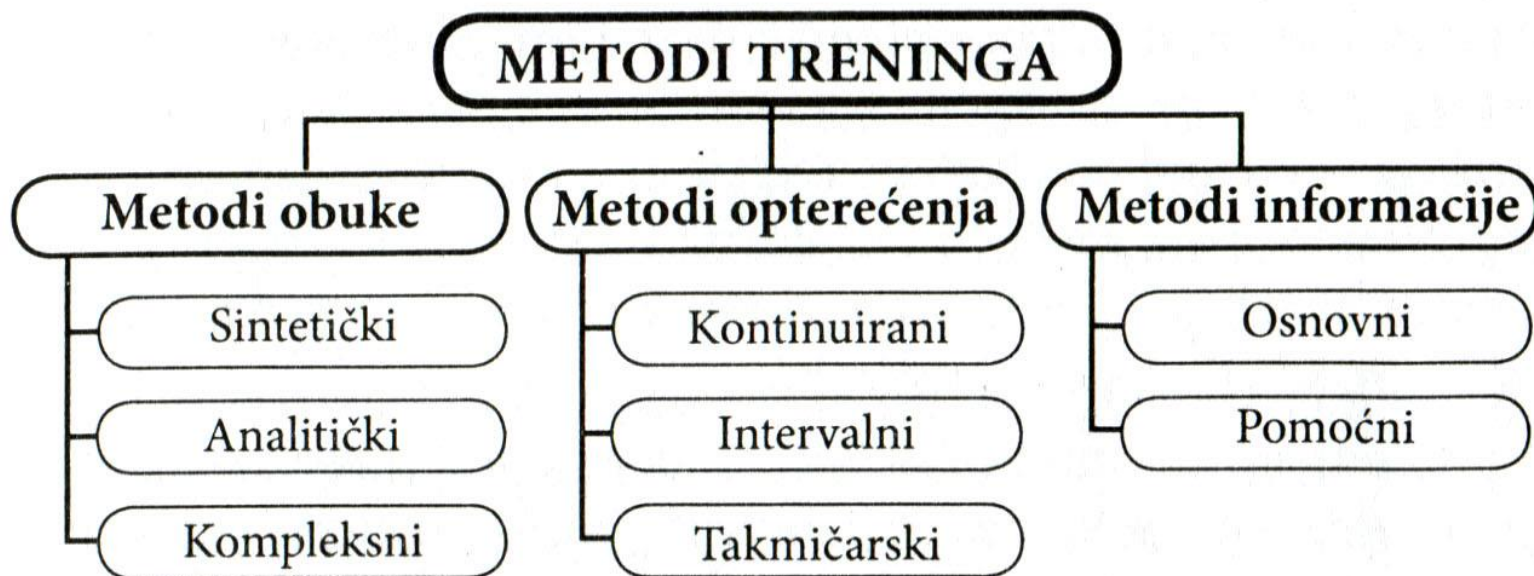 METODI TRENINGA
Metodi obuke
Sintetički
Analitički
Kompleksni
Metodi opterećenja
Kontinuirani
Intervalni
Takmičarski
Metodi informacije
Osnovni
Pomoćni